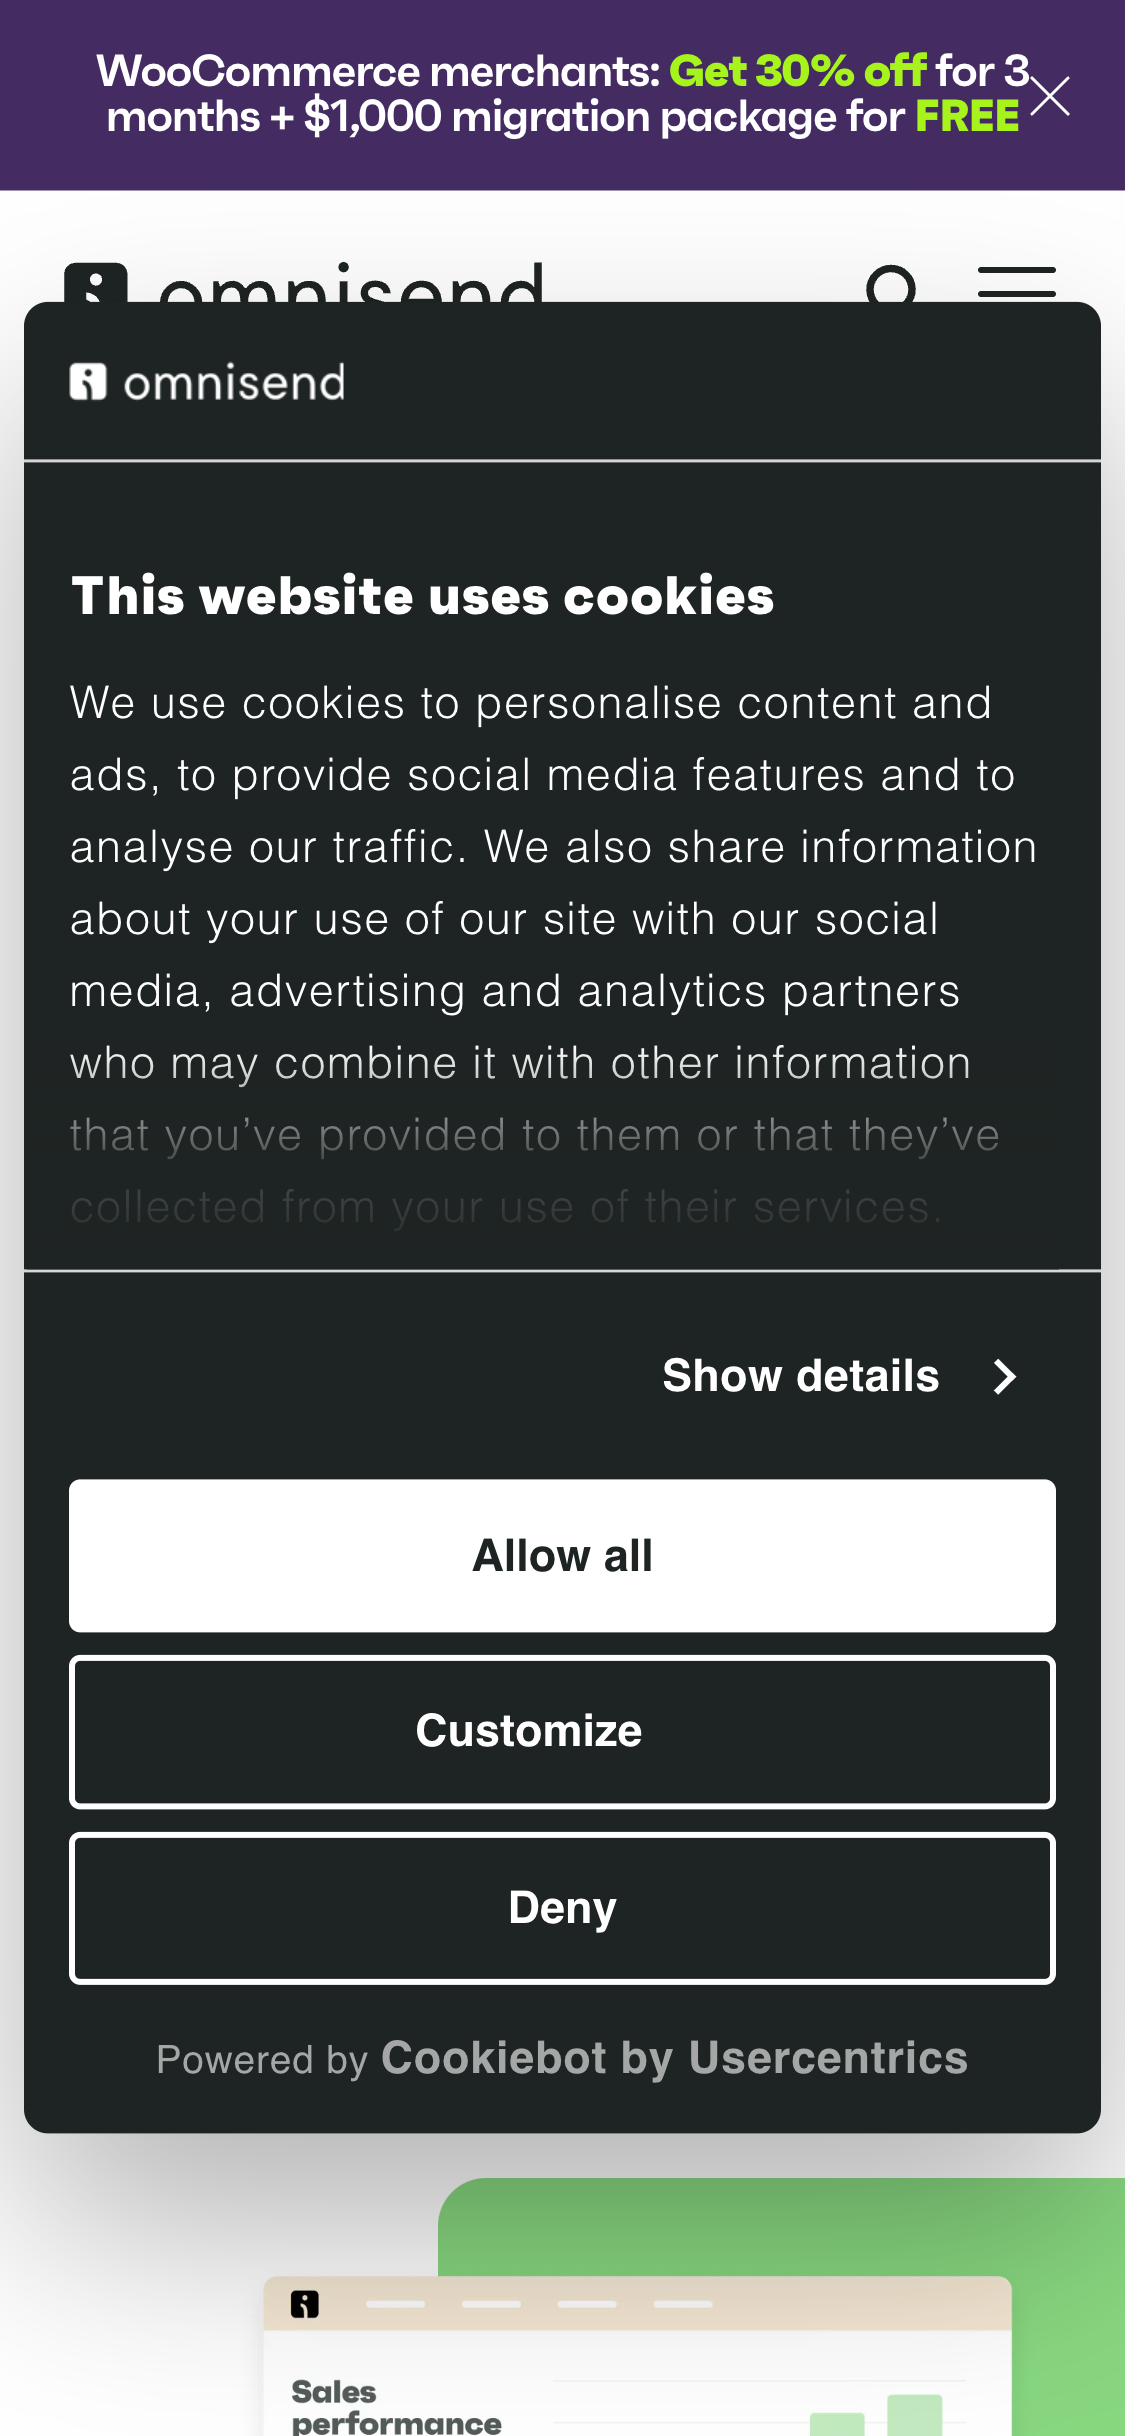 WooCommerce merchants: Get 30% off for 3
months + $1,000 migration package for FREE
omnisend
omnisend
This website uses cookies
We use cookies to personalise content and
ads, to provide social media features and to
analyse our traffic. We also share information
about your use of our site with our social
media, advertising and analytics partners
who may combine it with other information
that you’ve provided to them or that they’ve
collected from your use of their services.
Show details
Allow all
Customize
Deny
Powered by Cookiebot by Usercentrics
Sales
performance